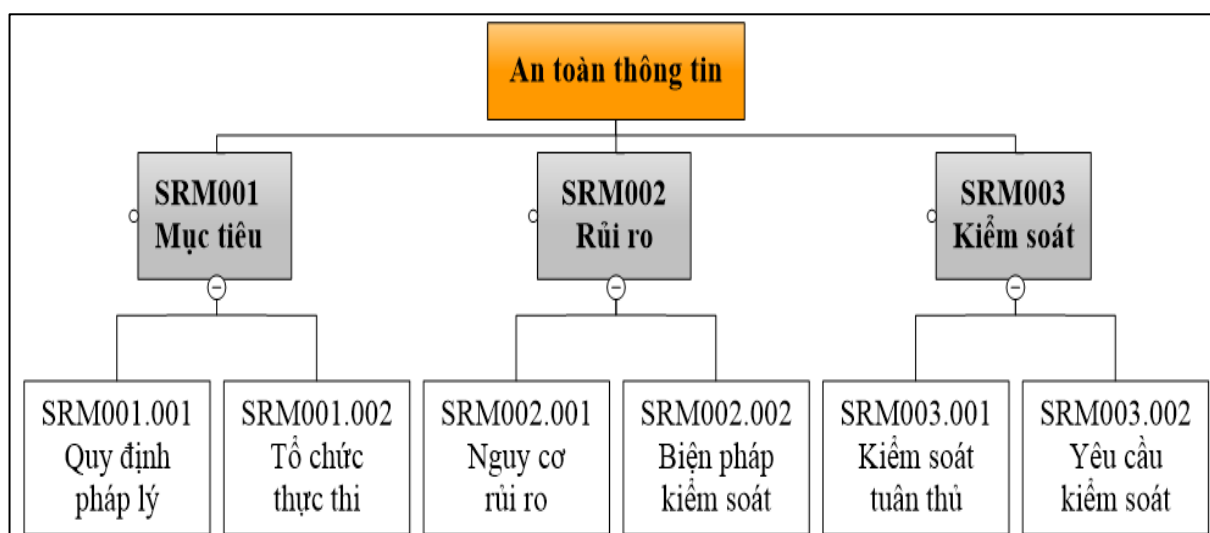 An toàn thông tin
SRM001
Mục tiêu
SRM002
Rủi ro
SRM003
Kiểm soát
SRM001.001
Quy định
pháp lý
SRM001.002
Tổ chức
thực thi
SRM002.001
Nguy cơ
rủi ro
SRM002.002
Biện pháp
kiểm soát
SRM003.001
Kiểm soát
tuân thủ
SRM003.002
Yêu cầu
kiểm soát